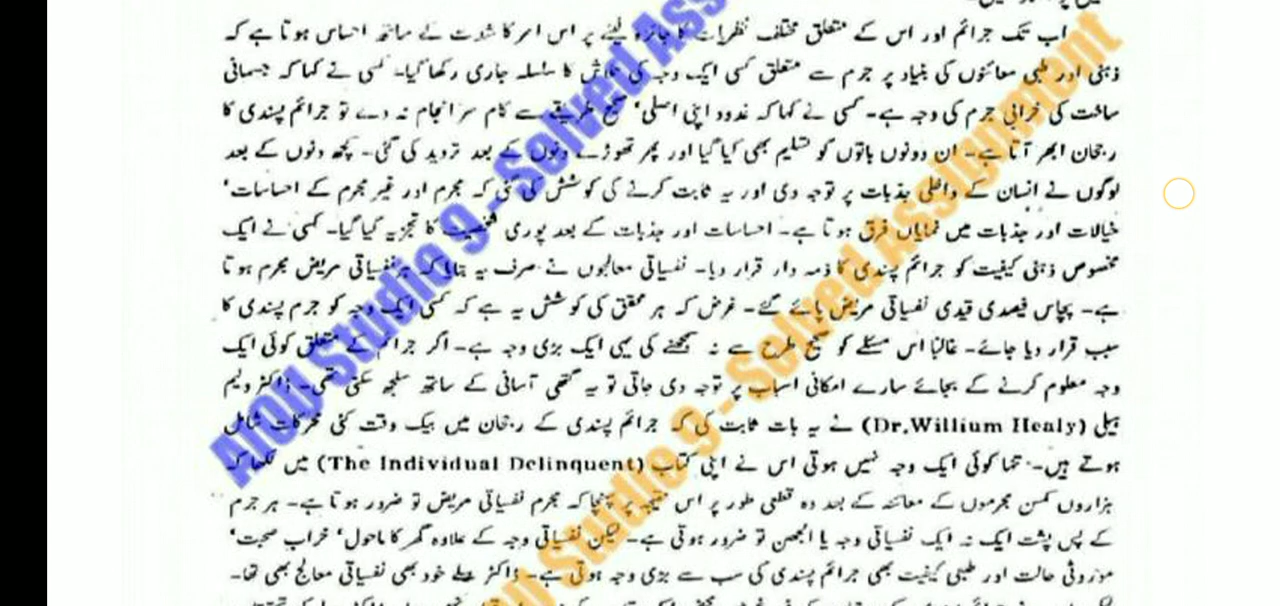 اب تک جرائم اور اس کے متعلق مختلف نظریات کا جائزہ لینے پر اس امر کا شدت کے ساتھ احساس ہوتا ہے کہ
ذہنی اور طبی معائنوں کی بنیاد پر جرم سے متعلق کسی ایک وجہ کی تلاش کا سلسلہ جاری رکھا گیا۔ کسی نے کہا کہ جسمانی
ساخت کی خرابی جرم کی وجہ ہے۔ کسی نے کہا کہ غدود اپنی اصلی' صحیح طریقے سے کام سرانجام نہ دے تو جرائم پسندی کا
رجحان ابھر آتا ہے۔ ان دونوں باتوں کو تسلیم بھی کیا گیا اور پھر تھوڑے دنوں کے بعد تردید کی گئی۔ کچھ دنوں کے بعد
لوگوں نے انسان کے داخلی جذبات پر توجہ دی اور یہ ثابت کرنے کی کوشش کی گئی کہ مجرم اور غیر مجرم کے احساسات'
خیالات اور جذبات میں نمایاں فرق ہوتا ہے۔ احساسات اور جذبات کے بعد پوری شخصیت کا تجزیہ کیا گیا۔ کسی نے ایک
مخصوص ذہنی کیفیت کو جرائم پسندی کا ذمہ دار قرار دیا۔ نفسیاتی معالجوں نے صرف یہ بتایا کہ ہر نفسیاتی مریض مجرم ہوتا
ہے۔ پچاس فیصدی قیدی نفسیاتی مریض پائے گئے۔ غرض کہ ہر محقق کی کوشش یہ ہے کہ کسی ایک وجہ کو جرم پسندی کا
سبب قرار دیا جائے۔ غالبا اس مسئلے کو صحیح طرح سے نہ سمجھنے کی یہی ایک بڑی وجہ ہے۔ اگر جرائم کے متعلق کوئی ایک
وجہ معلوم کرنے کے بجائے سارے امکانی اسباب پر توجہ دی جاتی تو یہ گتھی آسانی کے ساتھ سلجھ سکتی تھی۔ ڈاکٹر ولیم
ہیلی (Dr.Willium Healy) نے یہ بات ثابت کی کہ جرائم پسندی کے رجحان میں بیک وقت کئی محرکات شامل
ہوتے ہیں۔ تنہا کوئی ایک وجہ نہیں ہوتی اس نے اپنی کتاب (The Individual Delinquent) میں لکھا کہ
ہزاروں کمسن مجرموں کے معائنہ کے بعد وہ قطعی طور پر اس نتیجہ پر پہنچا کہ مجرم نفسیاتی مریض تو ضرور ہوتا ہے۔ ہر جرم
کے پس پشت ایک نہ ایک نفسیاتی وجہ یا الجھن تو ضرور ہوتی ہے۔ لیکن نفسیاتی وجہ کے علاوہ گھر کا ماحول' خراب صحبت'
موروثی حالت اور طبی کیفیت بھی جرائم پسندی کی سب سے بڑی وجہ ہوتی ہے۔ ڈاکٹر ہیلے خود بھی نفسیاتی معالج بھی تھا۔
AIOU Studio 9 - Solved Ass
AIOU Studio 9 - Solved Assignment